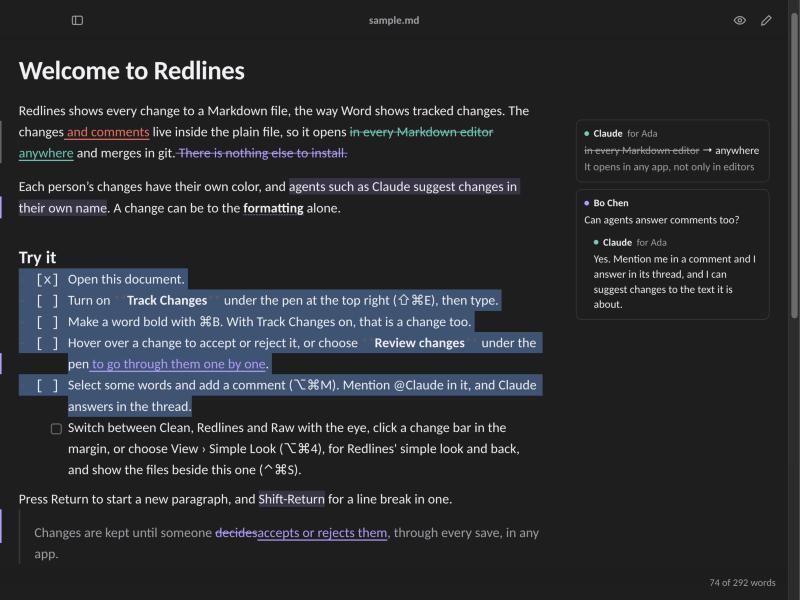 sample.md
Welcome to Redlines
Redlines shows every change to a Markdown file, the way Word shows tracked changes. The
changes and comments live inside the plain file, so it opens in every Markdown editor
anywhere and merges in git. There is nothing else to install.
Each person's changes have their own color, and agents such as Claude suggest changes in
their own name. A change can be to the formatting alone.
Try it
[x] Open this document.
[ ] Turn on ** Track Changes ** under the pen at the top right (⇧⌘E), then type.
[ ] Make a word bold with ⌘B. With Track Changes on, that is a change too.
[ ] Hover over a change to accept or reject it, or choose ** Review changes ** under the
pen to go through them one by one.
[ ] Select some words and add a comment (⌥⌘M). Mention @Claude in it, and Claude
answers in the thread.
Switch between Clean, Redlines and Raw with the eye, click a change bar in the
margin, or choose View › Simple Look (⌥⌘4), for Redlines' simple look and back,
and show the files beside this one (⌃⌘S).
Press Return to start a new paragraph, and Shift-Return for a line break in one.
Changes are kept until someone decidesaccepts or rejects them, through every save, in any
app.
Claude for Ada
in every Markdown editor → anywhere
It opens in any app, not only in editors
Bo Chen
Can agents answer comments too?
Claude for Ada
Yes. Mention me in a comment and I
answer in its thread, and I can
suggest changes to the text it is
about.
74 of 292 words